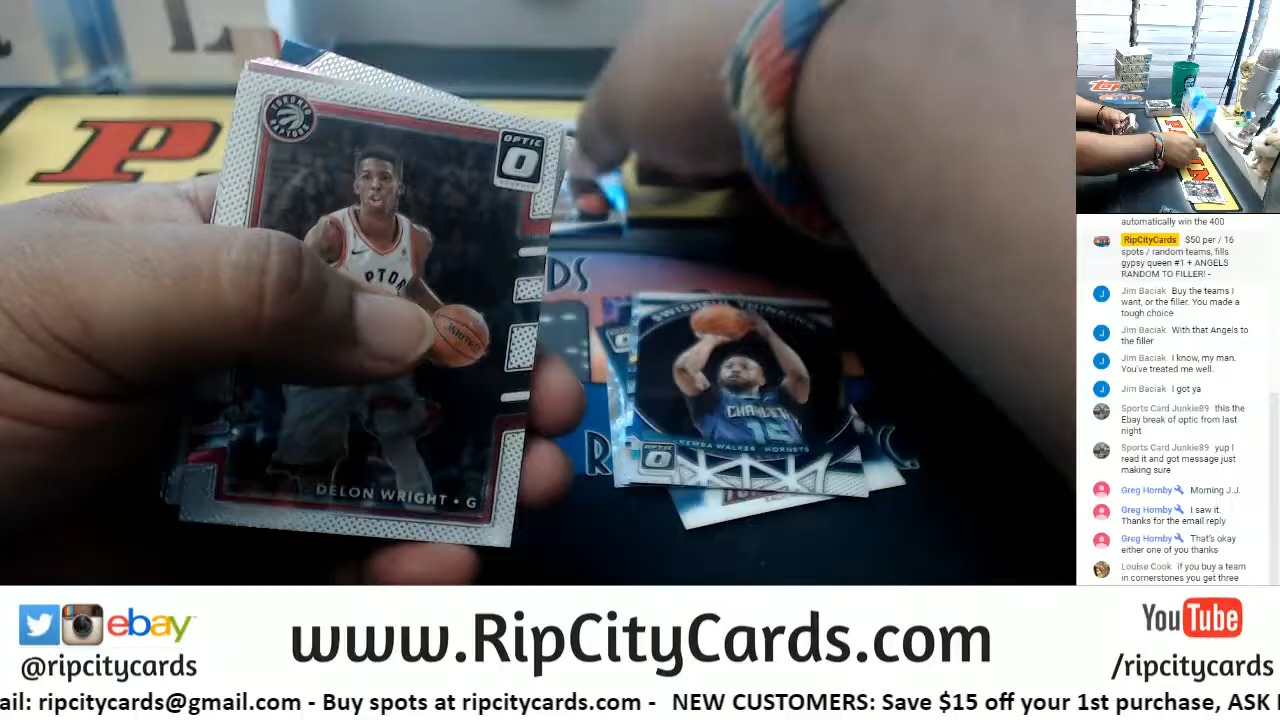 P
TORONTO
RAPTORS
OPTIC
DELON WRIGHT • G
DS
R
C.
KEMBA WALKER HORNETS
OPTIC
15
automatically win the 400
RipCityCards $50 per / 16
spots / random teams, fills
gypsy queen #1 + ANGELS
RANDOM TO FILLER! -
Jim Baciak Buy the teams I
want, or the filler. You made a
tough choice
Jim Baciak With that Angels to
the filler
Jim Baciak I know, my man.
You've treated me well.
Jim Baciak I got ya
Sports Card Junkie89 this the
Ebay break of optic from last
night
Sports Card Junkie89 yup I
read it and got message just
making sure
Greg Hornby Morning J.J.
Greg Hornby I saw it.
Thanks for the email reply
Greg Hornby That's okay
either one of you thanks
Louise Cook if you buy a team
in cornerstones you get three
ebay
@ripcitycards
www.RipCityCards.com
YouTube
/ripcitycards
ail: ripcitycards@gmail.com - Buy spots at ripcitycards.com - NEW CUSTOMERS: Save $15 off your 1st purchase, ASK